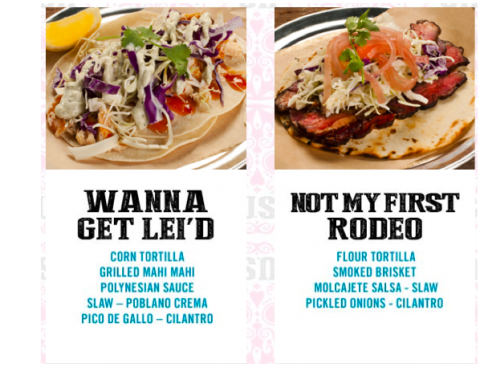 WANNA
GET LEI'D
CORN TORTILLA
GRILLED MAHI MAHI
POLYNESIAN SAUCE
SLAW – POBLANO CREMA
PICO DE GALLO – CILANTRO
NOT MY FIRST
RODEO
FLOUR TORTILLA
SMOKED BRISKET
MOLCAJETE SALSA - SLAW
PICKLED ONIONS - CILANTRO